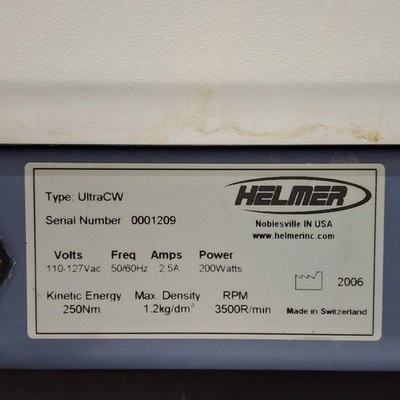 Type: UltraCW
HELMER
Serial Number 0001209
Noblesville IN USA
www.helmerinc.com
Volts Freq Amps Power
110-127Vac 50/60Hz 2.5A 200Watts
2006
Kinetic Energy Max. Density RPM
250Nm 1.2kg/dm³ 3500R/min
Made in Switzerland